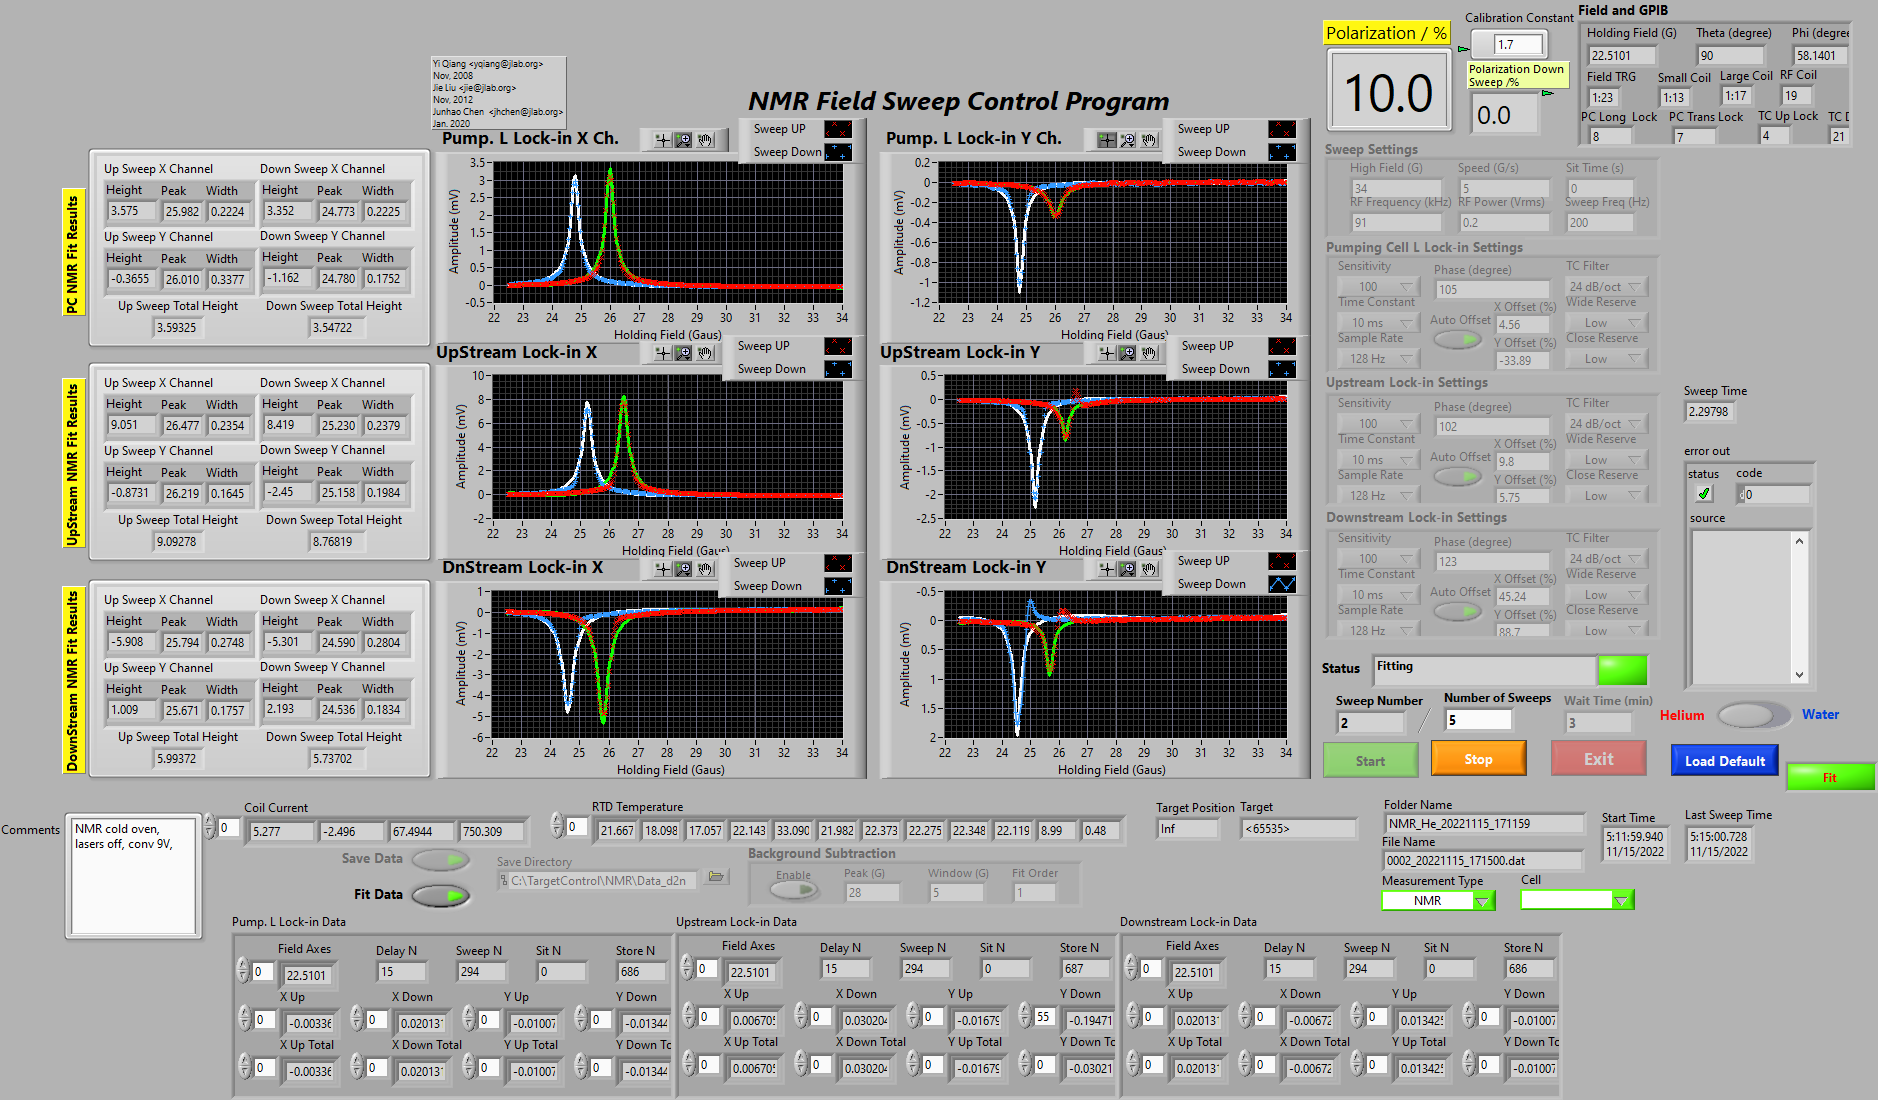 Yi Qiang <yqiang@jlab.org>
Nov, 2008
Jie Liu <jie@jlab.org>
Nov, 2012
Junhao Chen <jhchen@jlab.org>
Jan. 2020
NMR Field Sweep Control Program
Polarization / %
10.0
Calibration Constant
1.7
Polarization Down
Sweep /%
0.0
Field and GPIB
Holding Field (G) Theta (degree) Phi (degree
22.5101 90 58.1401
Field TRG Small Coil Large Coil RF Coil
1:23 1:13 1:17 19
PC Long Lock PC Trans Lock TC Up Lock TC D
8 7 4 21
PC NMR Fit Results
Up Sweep X Channel Down Sweep X Channel
Height Peak Width Height Peak Width
3.575 25.982 0.2224 3.352 24.773 0.2225
Up Sweep Y Channel Down Sweep Y Channel
Height Peak Width Height Peak Width
-0.3655 26.010 0.3377 -1.162 24.780 0.1752
Up Sweep Total Height Down Sweep Total Height
3.59325 3.54722
Pump. L Lock-in X Ch.
Sweep UP
Sweep Down
Amplitude (mV)
3.5
3
2.5
2
1.5
1
0.5
0
-0.5
22 23 24 25 26 27 28 29 30 31 32 33 34
Holding Field (Gaus)
Pump. L Lock-in Y Ch.
Sweep UP
Sweep Down
Amplitude (mV)
0.2
0
-0.2
-0.4
-0.6
-0.8
-1
-1.2
22 23 24 25 26 27 28 29 30 31 32 33 34
Holding Field (Gaus)
UpStream NMR Fit Results
Up Sweep X Channel Down Sweep X Channel
Height Peak Width Height Peak Width
9.051 26.477 0.2354 8.419 25.230 0.2379
Up Sweep Y Channel Down Sweep Y Channel
Height Peak Width Height Peak Width
-0.8731 26.219 0.1645 -2.45 25.158 0.1984
Up Sweep Total Height Down Sweep Total Height
9.09278 8.76819
UpStream Lock-in X
Sweep UP
Sweep Down
Amplitude (mV)
10
8
6
4
2
0
-2
22 23 24 25 26 27 28 29 30 31 32 33 34
Holding Field (Gaus)
UpStream Lock-in Y
Sweep UP
Sweep Down
Amplitude (mV)
0.5
0
-0.5
-1
-1.5
-2
-2.5
22 23 24 25 26 27 28 29 30 31 32 33 34
Holding Field (Gaus)
DownStream NMR Fit Results
Up Sweep X Channel Down Sweep X Channel
Height Peak Width Height Peak Width
-5.908 25.794 0.2748 -5.301 24.590 0.2804
Up Sweep Y Channel Down Sweep Y Channel
Height Peak Width Height Peak Width
1.009 25.671 0.1757 2.193 24.536 0.1834
Up Sweep Total Height Down Sweep Total Height
5.99372 5.73702
DnStream Lock-in X
Sweep UP
Sweep Down
Amplitude (mV)
1
0
-1
-2
-3
-4
-5
-6
22 23 24 25 26 27 28 29 30 31 32 33 34
Holding Field (Gaus)
DnStream Lock-in Y
Sweep UP
Sweep Down
Amplitude (mV)
-0.5
0
0.5
1
1.5
2
22 23 24 25 26 27 28 29 30 31 32 33 34
Holding Field (Gaus)
Sweep Settings
High Field (G) Speed (G/s) Sit Time (s)
34 5 0
RF Frequency (kHz) RF Power (Vrms) Sweep Freq (Hz)
91 0.2 200
Pumping Cell L Lock-in Settings
Sensitivity Phase (degree) TC Filter
100 105 24 dB/oct
Time Constant X Offset (%) Wide Reserve
10 ms Auto Offset 4.56 Low
Sample Rate Y Offset (%) Close Reserve
128 Hz -33.89 Low
Upstream Lock-in Settings
Sensitivity Phase (degree) TC Filter
100 102 24 dB/oct
Time Constant X Offset (%) Wide Reserve
10 ms Auto Offset 9.8 Low
Sample Rate Y Offset (%) Close Reserve
128 Hz 5.75 Low
Downstream Lock-in Settings
Sensitivity Phase (degree) TC Filter
100 123 24 dB/oct
Time Constant X Offset (%) Wide Reserve
10 ms Auto Offset 45.24 Low
Sample Rate Y Offset (%) Close Reserve
128 Hz 88.7 Low
Sweep Time
2.29798
error out
status code
0
source
Status Fitting
Sweep Number Number of Sweeps Wait Time (min)
2 / 5 3
Helium Water
Start Stop Exit Load Default Fit
Comments
NMR cold oven,
lasers off, conv 9V,
Coil Current
0 5.277 -2.496 67.4944 750.309
RTD Temperature
0 21.667 18.098 17.057 22.143 33.090 21.982 22.373 22.275 22.348 22.119 8.99 0.48
Target Position Target
Inf <65535>
Folder Name
NMR_He_20221115_171159
File Name
0002_20221115_171500.dat
Start Time
5:11:59.940
11/15/2022
Last Sweep Time
5:15:00.728
11/15/2022
Measurement Type Cell
NMR
Save Data
Fit Data
Save Directory
C:\TargetControl\NMR\Data_d2n
Background Subtraction
Enable Peak (G) Window (G) Fit Order
28 5 1
Pump. L Lock-in Data
Field Axes Delay N Sweep N Sit N Store N
0 22.5101 15 294 0 686
X Up X Down Y Up Y Down
0 -0.00336 0 0.02013 0 -0.01007 0 -0.01344
X Up Total X Down Total Y Up Total Y Down To
0 -0.00336 0 0.02013 0 -0.01007 0 -0.01344
Upstream Lock-in Data
Field Axes Delay N Sweep N Sit N Store N
0 22.5101 15 294 0 687
X Up X Down Y Up Y Down
0 0.00670 0 0.030204 0 -0.01679 55 -0.19471
X Up Total X Down Total Y Up Total Y Down Tc
0 0.00670 0 0.030204 0 -0.01679 0 -0.03021
Downstream Lock-in Data
Field Axes Delay N Sweep N Sit N Store N
0 22.5101 15 294 0 686
X Up X Down Y Up Y Down
0 0.02013 0 -0.00672 0 0.01342 0 -0.01007
X Up Total X Down Total Y Up Total Y Down To
0 0.02013 0 -0.00672 0 0.01342 0 -0.01007